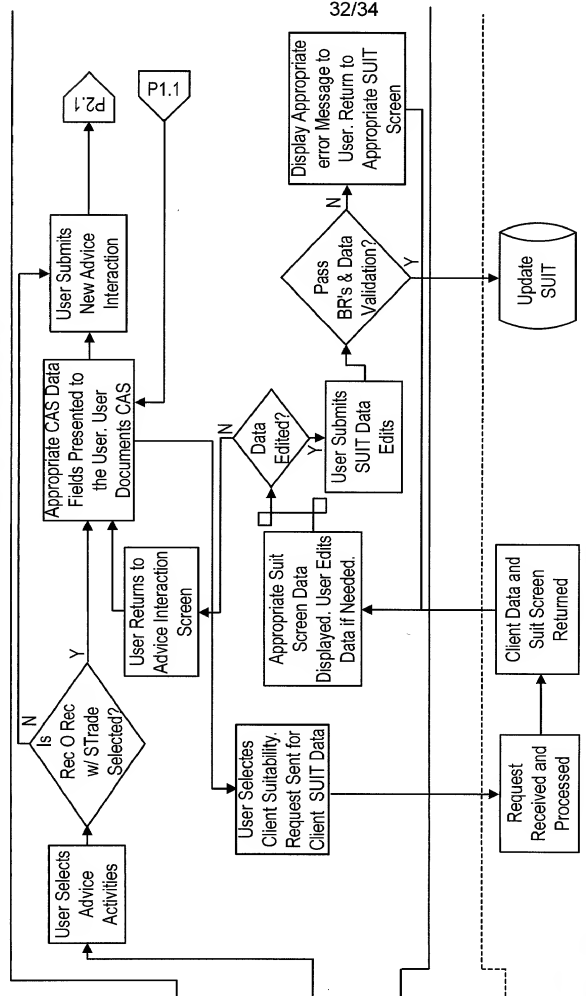 32/34
P2.1
P1.1
User Submits
New Advice
Interaction
Display Appropriate
error Message to
User. Return to
Appropriate SUIT
Screen
N
Appropriate CAS Data
Fields Presented to
the User. User
Documents CAS
Pass
BR's & Data
Validation?
Y
Update
SUIT
N
Data
Edited?
Y
User Submits
SUIT Data
Edits
User Returns to
Advice Interaction
Screen
Appropriate Suit
Screen Data
Displayed. User Edits
Data if Needed.
Client Data and
Suit Screen
Returned
N
Is
Rec O Rec
w/ STrade
Selected?
Y
User Selectes
Client Suitability.
Request Sent for
Client SUIT Data
Request
Received and
Processed
User Selects
Advice
Activities